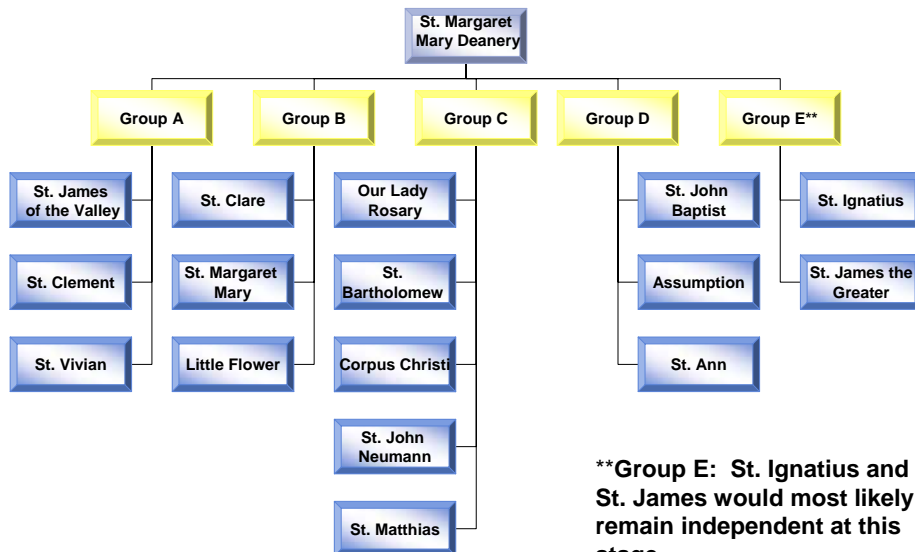 St. Margaret
Mary Deanery
Group A
Group B
Group C
Group D
Group E**
St. James
of the Valley
St. Clement
St. Vivian
St. Clare
St. Margaret
Mary
Little Flower
Our Lady
Rosary
St.
Bartholomew
Corpus Christi
St. John
Neumann
St. Matthias
St. John
Baptist
Assumption
St. Ann
St. Ignatius
St. James the
Greater
**Group E: St. Ignatius and
St. James would most likely
remain independent at this
stage